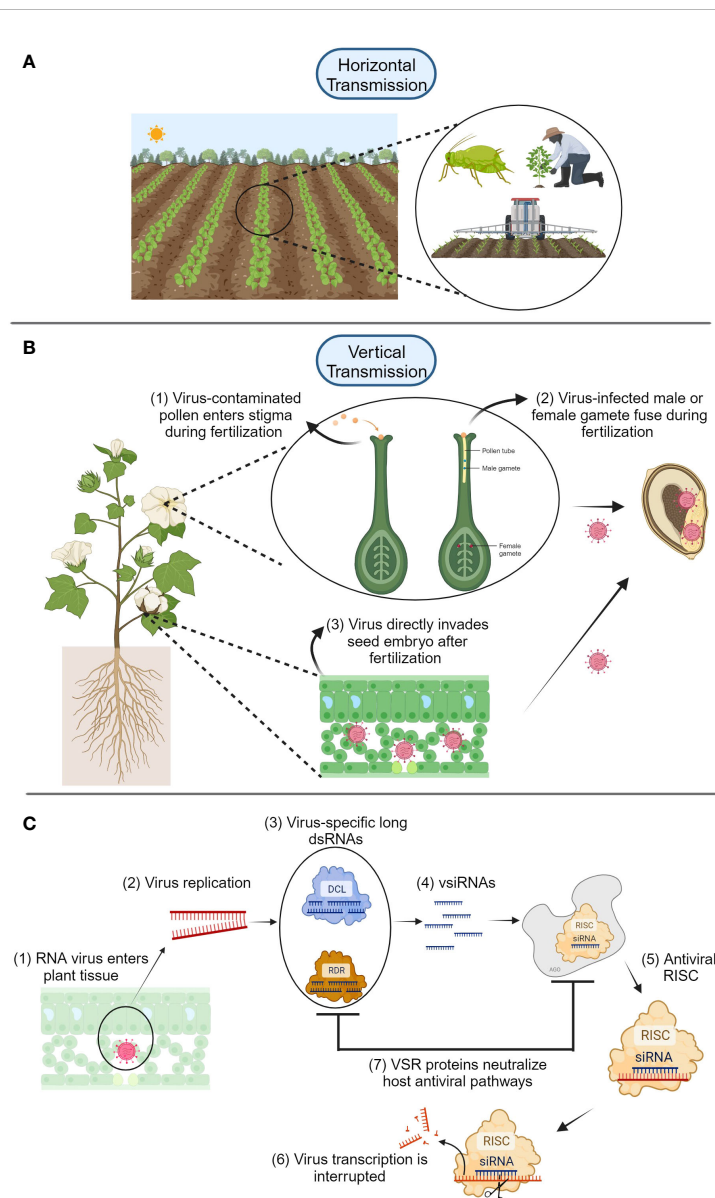 A
Horizontal
Transmission
B
Vertical
Transmission
(1) Virus-contaminated
pollen enters stigma
during fertilization
(2) Virus-infected male or
female gamete fuse during
fertilization
Pollen tube
Male gamete
Female
gamete
(3) Virus directly invades
seed embryo after
fertilization
C
(3) Virus-specific long
dsRNAs
(2) Virus replication
DCL
(4) vsiRNAs
RISC
siRNA
AGO
(1) RNA virus enters
plant tissue
RDR
(5) Antiviral
RISC
RISC
siRNA
(7) VSR proteins neutralize
host antiviral pathways
(6) Virus transcription is
interrupted
RISC
siRNA